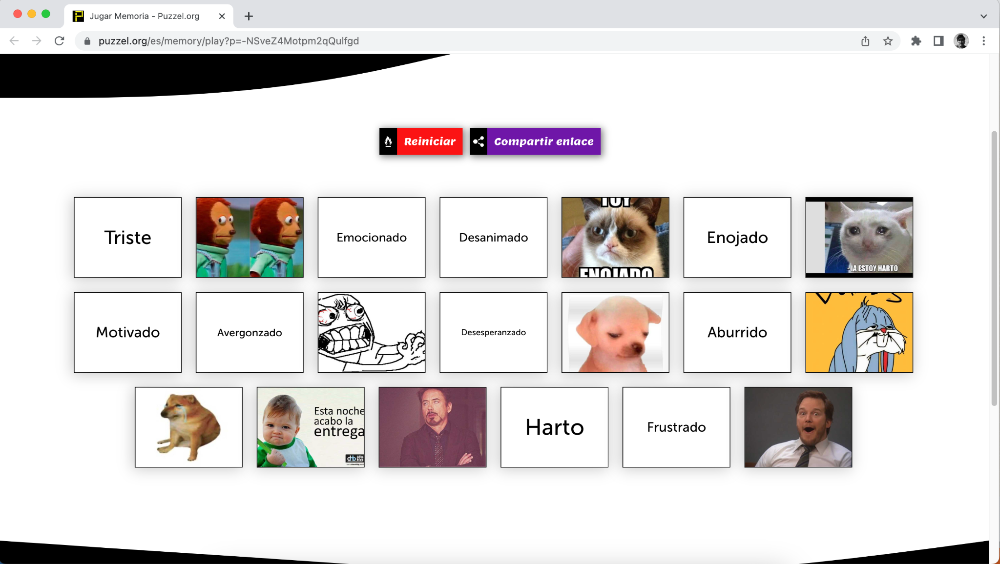 Jugar Memoria - Puzzel.org
puzzel.org/es/memory/play?p=-NSveZ4Motpm2qQulfgd
Reiniciar
Compartir enlace
Triste
Emocionado
Desanimado
TOY
ENOJADO
Enojado
-IA ESTOY HARTO
Motivado
Avergonzado
Desesperanzado
Aburrido
Esta noche
acabo la
entrega
Harto
Frustrado